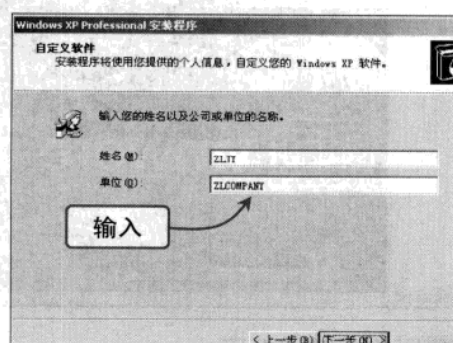 Windows XP Professional 安装程序
自定义软件
安装程序将使用您提供的个人信息，自定义您的 Windows XP 软件。
输入您的姓名以及公司或单位的名称。
姓名(M): ZLJY
单位(O): ZLCOMPANY
输入
< 上一步(B) 下一步(N) >